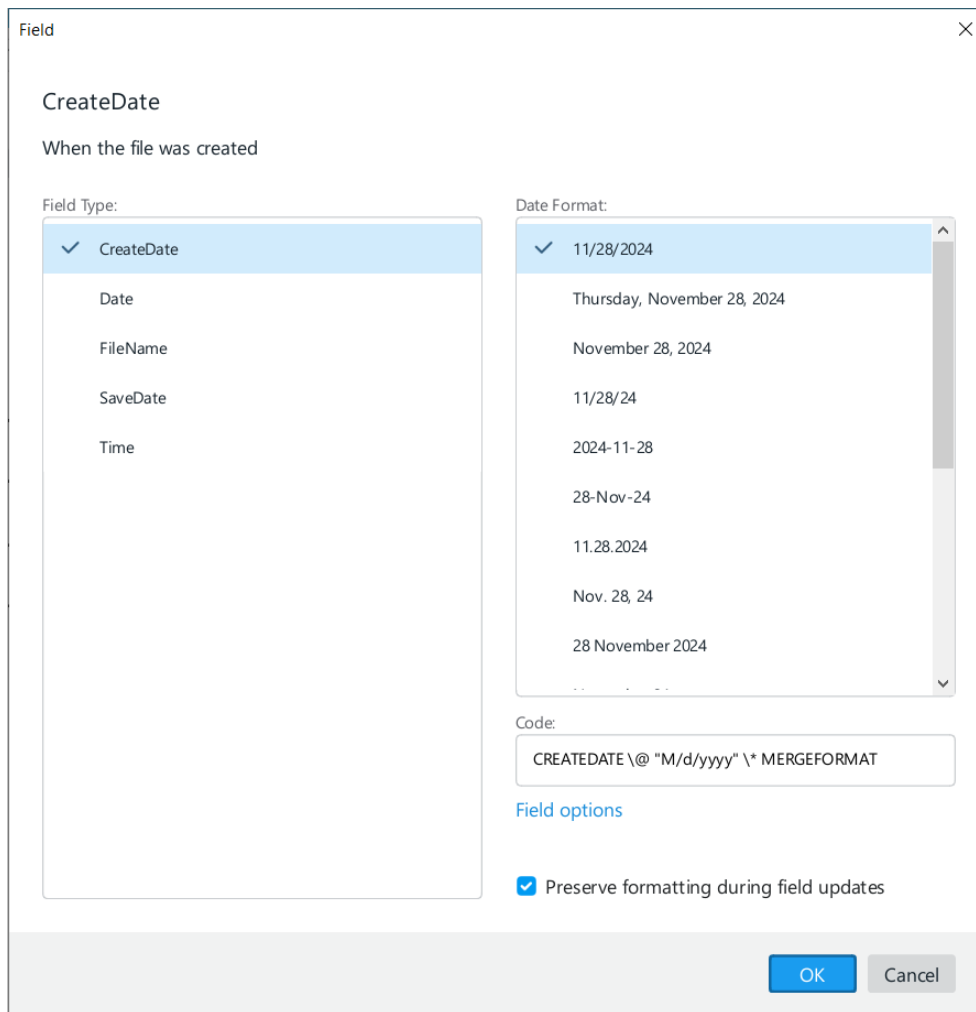 Field
CreateDate
When the file was created
Field Type:
CreateDate
Date
FileName
SaveDate
Time
Date Format:
11/28/2024
Thursday, November 28, 2024
November 28, 2024
11/28/24
2024-11-28
28-Nov-24
11.28.2024
Nov. 28, 24
28 November 2024
Code:
CREATEDATE \@ "M/d/yyyy" \* MERGEFORMAT
Field options
Preserve formatting during field updates
OK
Cancel